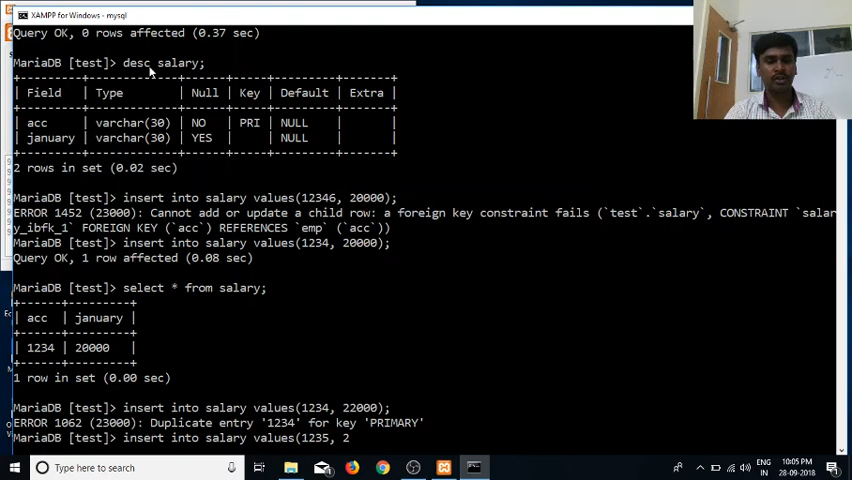 XAMPP for Windows - mysql
Query OK, 0 rows affected (0.37 sec)
MariaDB [test]> desc salary;
+---------+-------------+------+-----+---------+-------+
| Field | Type | Null | Key | Default | Extra |
+---------+-------------+------+-----+---------+-------+
| acc | varchar(30) | NO | PRI | NULL | |
| january | varchar(30) | YES | | NULL | |
+---------+-------------+------+-----+---------+-------+
2 rows in set (0.02 sec)
MariaDB [test]> insert into salary values(12346, 20000);
ERROR 1452 (23000): Cannot add or update a child row: a foreign key constraint fails (`test`.`salary`, CONSTRAINT `salar
y_ibfk_1` FOREIGN KEY (`acc`) REFERENCES `emp` (`acc`))
MariaDB [test]> insert into salary values(1234, 20000);
Query OK, 1 row affected (0.08 sec)
MariaDB [test]> select * from salary;
+------+---------+
| acc | january |
+------+---------+
| 1234 | 20000 |
+------+---------+
1 row in set (0.00 sec)
MariaDB [test]> insert into salary values(1234, 22000);
ERROR 1062 (23000): Duplicate entry '1234' for key 'PRIMARY'
MariaDB [test]> insert into salary values(1235, 2
Type here to search
ENG
10:05 PM
IN
28-09-2018